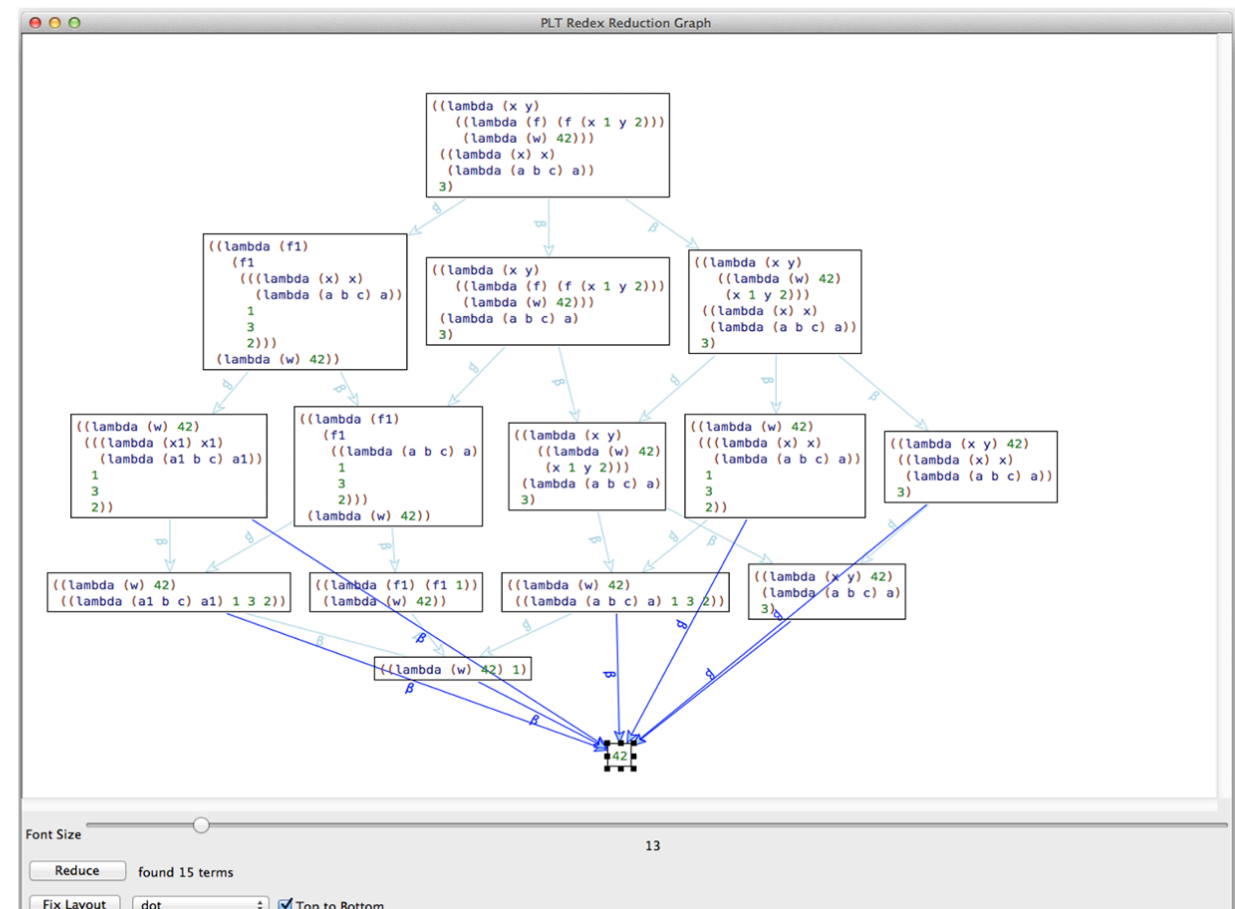 PLT Redex Reduction Graph
((lambda (x y)
((lambda (f) (f (x 1 y 2)))
(lambda (w) 42)))
((lambda (x) x)
(lambda (a b c) a))
3)
β
β
β
((lambda (f1)
(f1
(((lambda (x) x)
(lambda (a b c) a))
1
3
2)))
(lambda (w) 42))
((lambda (x y)
((lambda (f) (f (x 1 y 2)))
(lambda (w) 42)))
(lambda (a b c) a)
3)
((lambda (x y)
((lambda (w) 42)
(x 1 y 2)))
((lambda (x) x)
(lambda (a b c) a))
3)
β
β
β
β
β
β
β
((lambda (w) 42)
(((lambda (x1) x1)
(lambda (a1 b c) a1))
1
3
2))
((lambda (f1)
(f1
((lambda (a b c) a)
1
3
2)))
(lambda (w) 42))
((lambda (x y)
((lambda (w) 42)
(x 1 y 2)))
(lambda (a b c) a)
3)
((lambda (w) 42)
(((lambda (x) x)
(lambda (a b c) a))
1
3
2))
((lambda (x y) 42)
((lambda (x) x)
(lambda (a b c) a))
3)
β
β
β
β
β
β
β
((lambda (w) 42)
((lambda (a1 b c) a1) 1 3 2))
((lambda (f1) (f1 1))
(lambda (w) 42))
((lambda (w) 42)
((lambda (a b c) a) 1 3 2))
((lambda (x y) 42)
(lambda (a b c) a)
3)
β
β
β
β
β
((lambda (w) 42) 1)
β
β
β
β
42
Font Size
13
Reduce found 15 terms
Fix Layout dot Top to Bottom